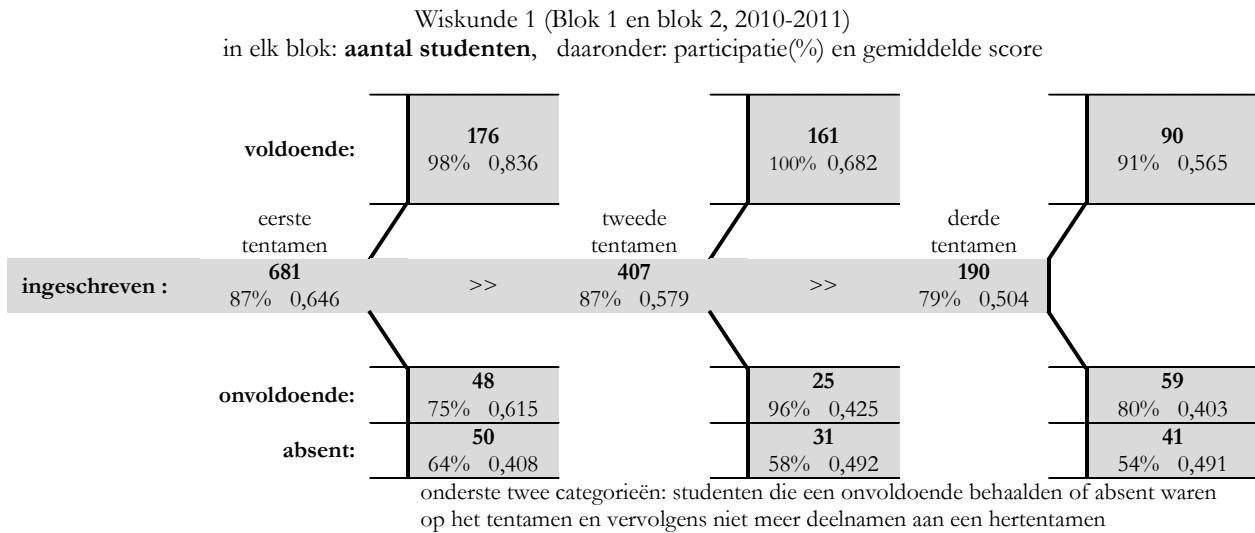 Wiskunde 1 (Blok 1 en blok 2, 2010-2011)
in elk blok: aantal studenten, daaronder: participatie(%) en gemiddelde score
voldoende:
176
98% 0,836
161
100% 0,682
90
91% 0,565
eerste
tentamen
tweede
tentamen
derde
tentamen
ingeschreven :
681
87% 0,646
>>
407
87% 0,579
>>
190
79% 0,504
onvoldoende:
48
75% 0,615
25
96% 0,425
59
80% 0,403
absent:
50
64% 0,408
31
58% 0,492
41
54% 0,491
onderste twee categorieën: studenten die een onvoldoende behaalden of absent waren
op het tentamen en vervolgens niet meer deelnamen aan een hertentamen